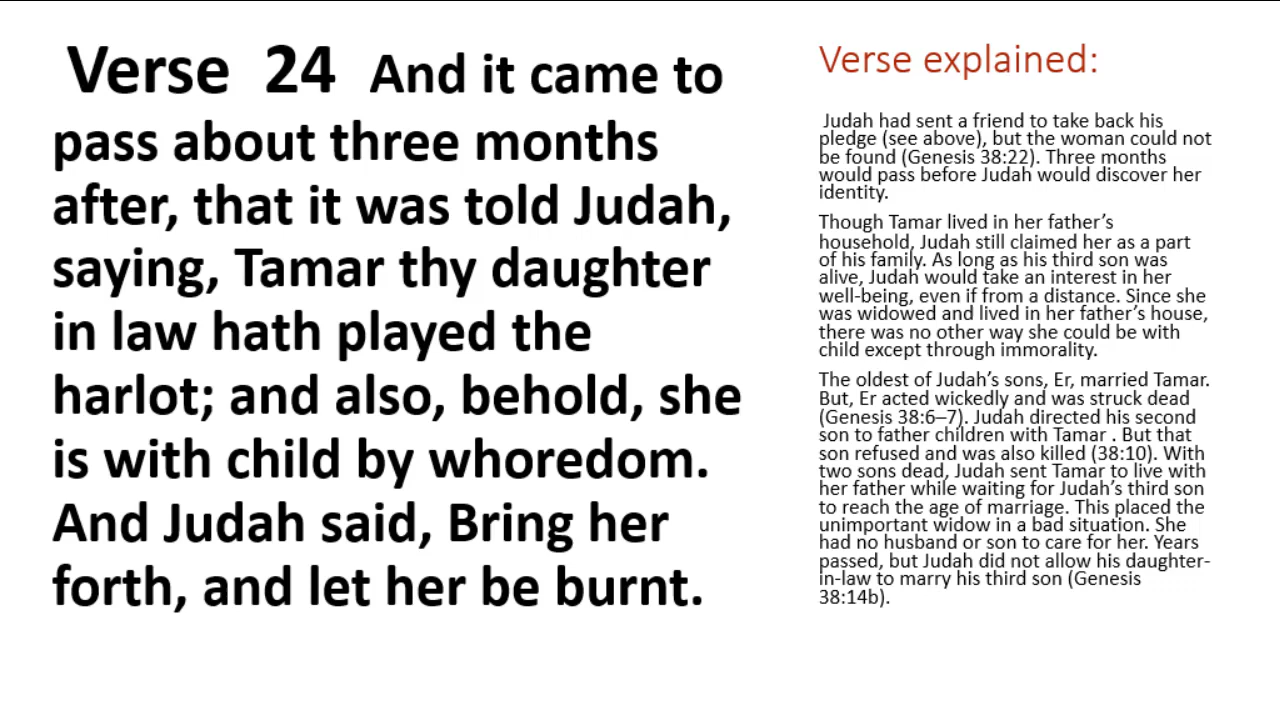 Verse 24 And it came to
pass about three months
after, that it was told Judah,
saying, Tamar thy daughter
in law hath played the
harlot; and also, behold, she
is with child by whoredom.
And Judah said, Bring her
forth, and let her be burnt.
Verse explained:
Judah had sent a friend to take back his
pledge (see above), but the woman could not
be found (Genesis 38:22). Three months
would pass before Judah would discover her
identity.
Though Tamar lived in her father’s
household, Judah still claimed her as a part
of his family. As long as his third son was
alive, Judah would take an interest in her
well-being, even if from a distance. Since she
was widowed and lived in her father’s house,
there was no other way she could be with
child except through immorality.
The oldest of Judah’s sons, Er, married Tamar.
But, Er acted wickedly and was struck dead
(Genesis 38:6–7). Judah directed his second
son to father children with Tamar . But that
son refused and was also killed (38:10). With
two sons dead, Judah sent Tamar to live with
her father while waiting for Judah’s third son
to reach the age of marriage. This placed the
unimportant widow in a bad situation. She
had no husband or son to care for her. Years
passed, but Judah did not allow his daughter-
in-law to marry his third son (Genesis
38:14b).